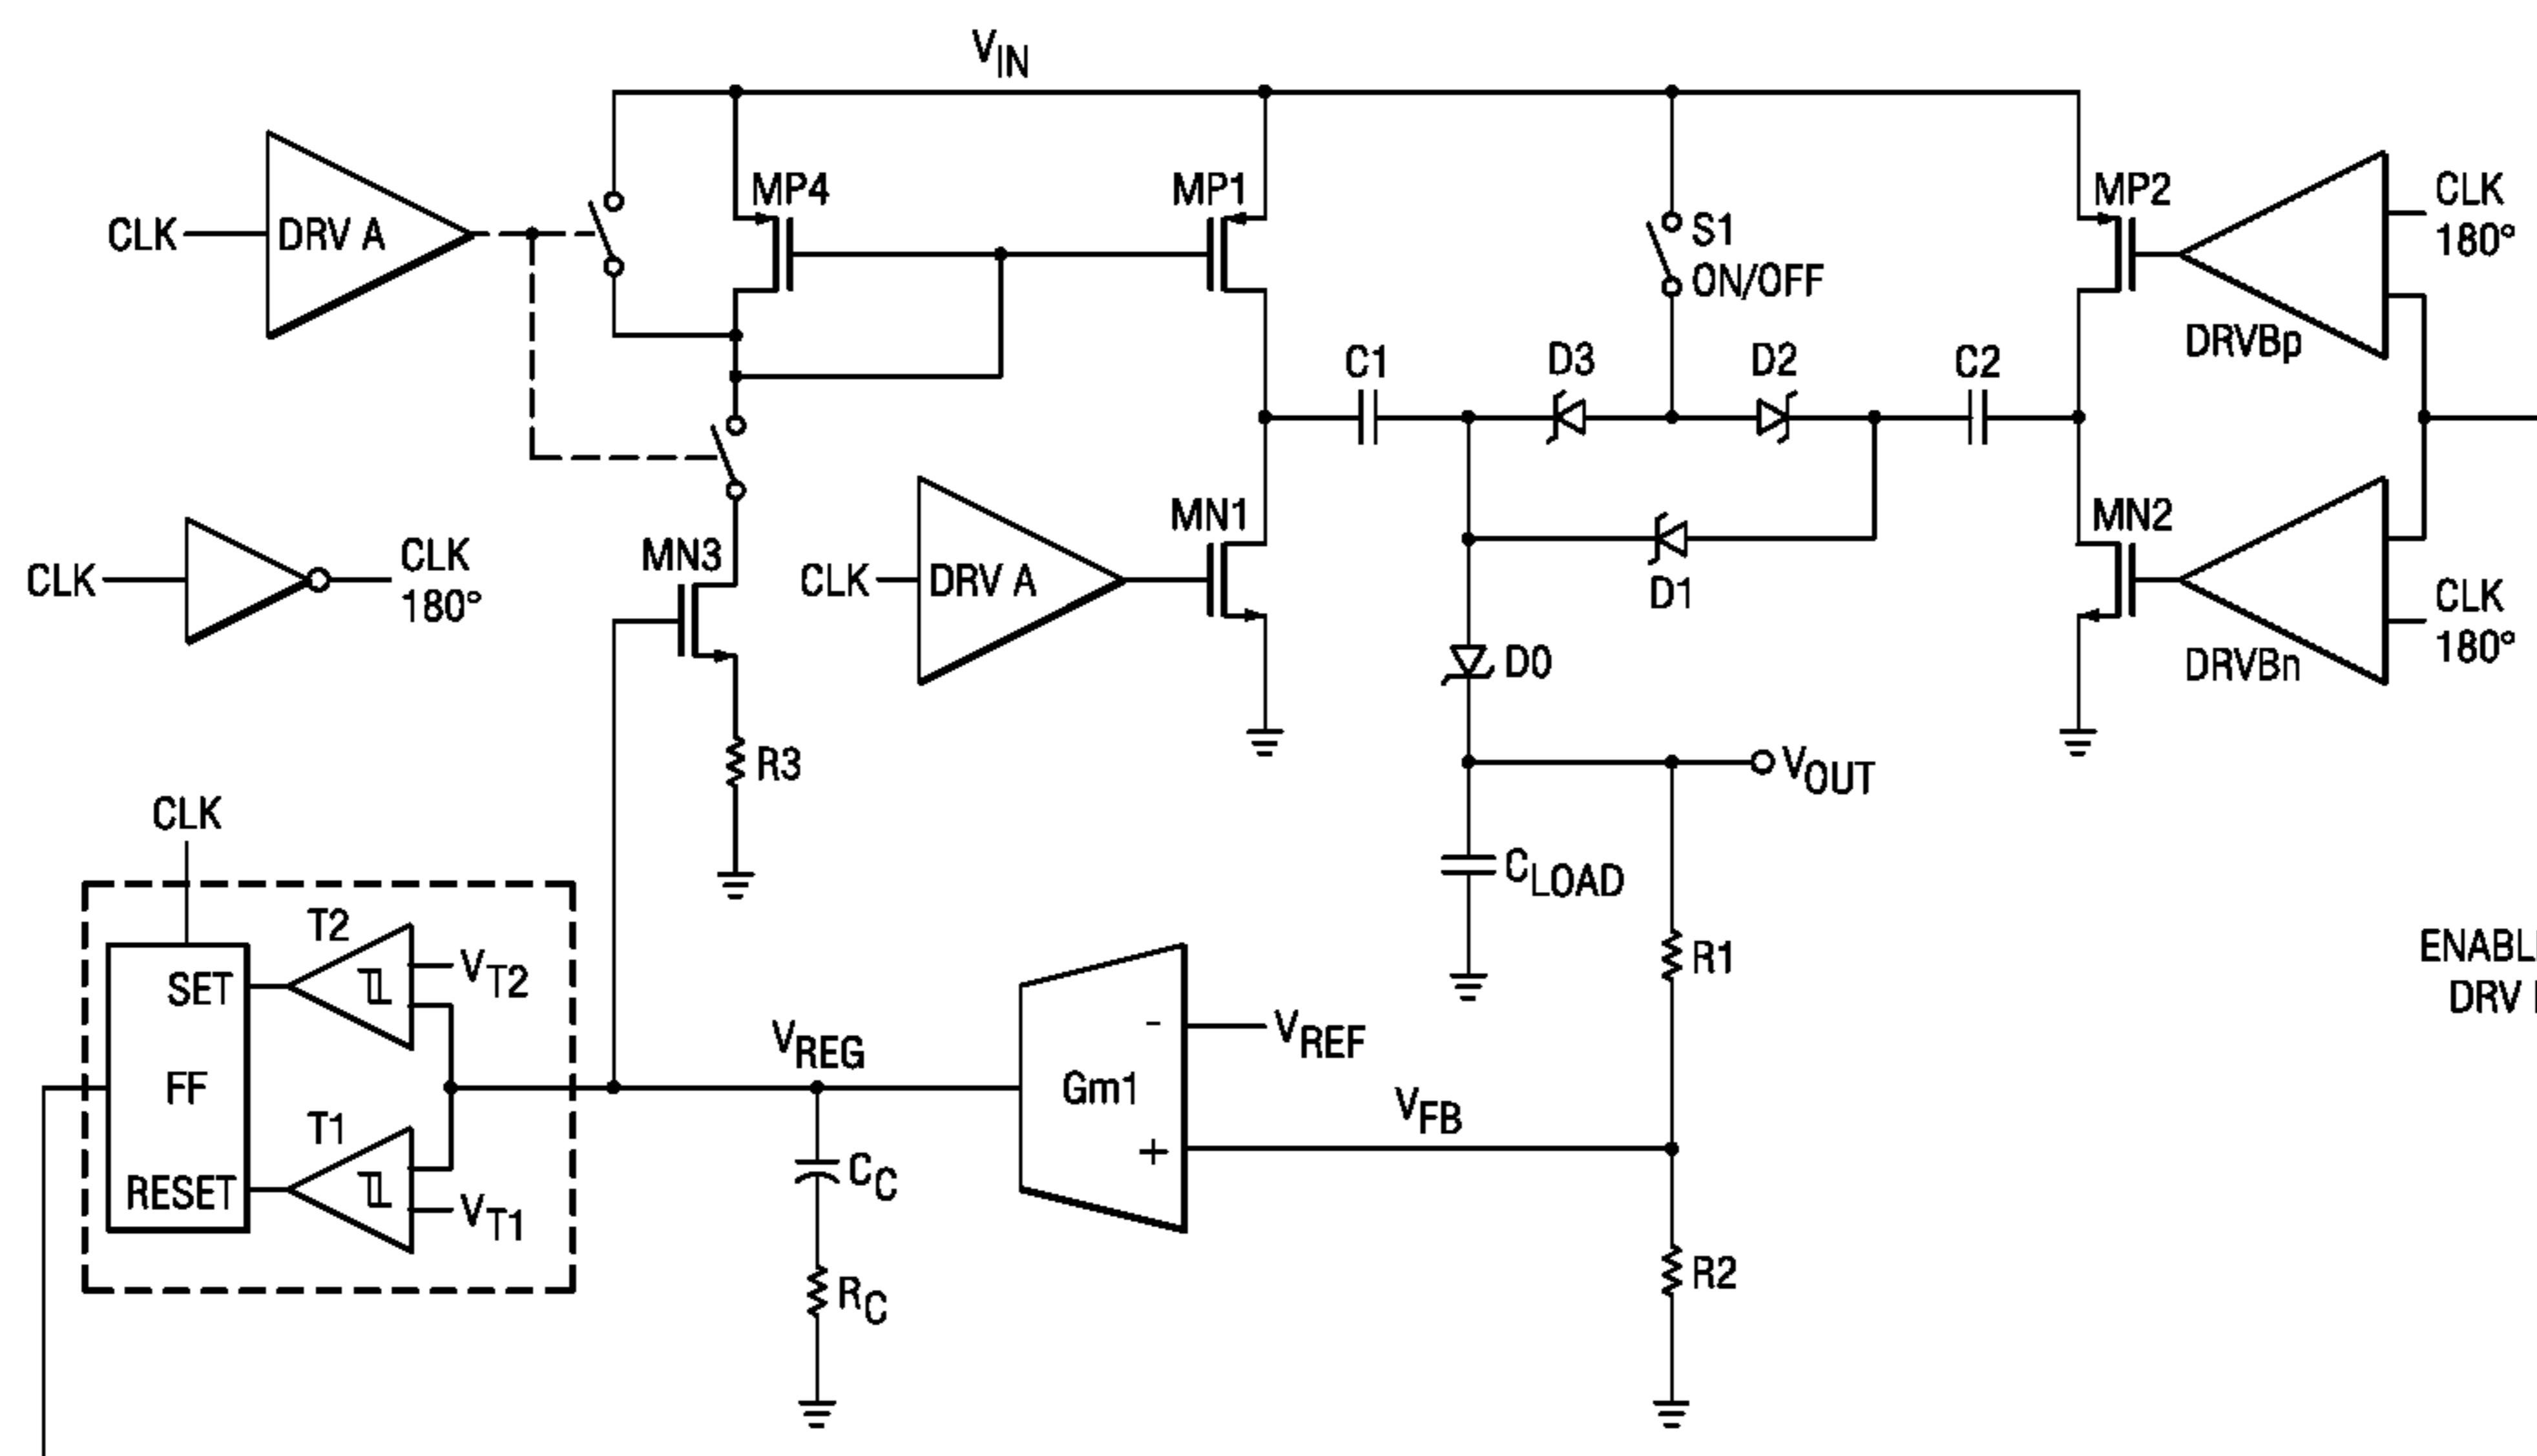 VIN
CLK
DRV A
MP4
MP1
S1
ON/OFF
MP2
CLK
180°
DRVBp
C1
D3
D2
C2
CLK
CLK
180°
MN3
CLK
DRV A
MN1
D1
MN2
CLK
180°
DRVBn
D0
R3
VOUT
CLK
CLOAD
T2
VT2
SET
FF
T1
RESET
VT1
VREG
CC
RC
Gm1
-
+
VREF
VFB
R1
R2
DRV